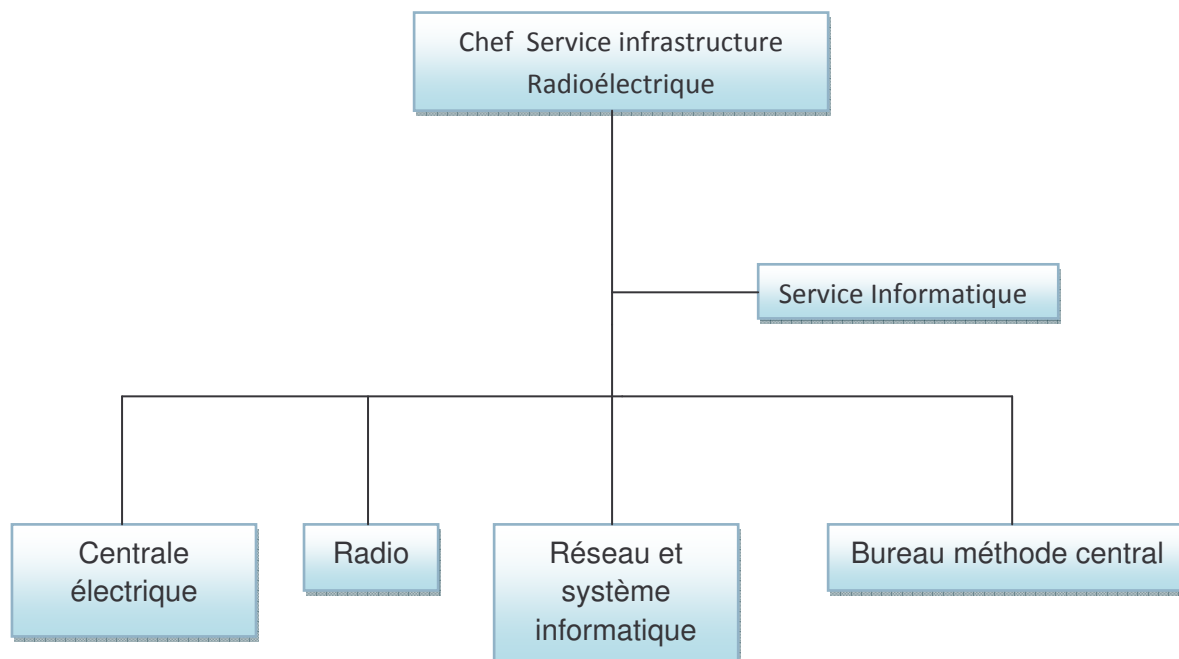 Chef Service infrastructure
Radioélectrique
Service Informatique
Centrale
électrique
Radio
Réseau et
système
informatique
Bureau méthode central